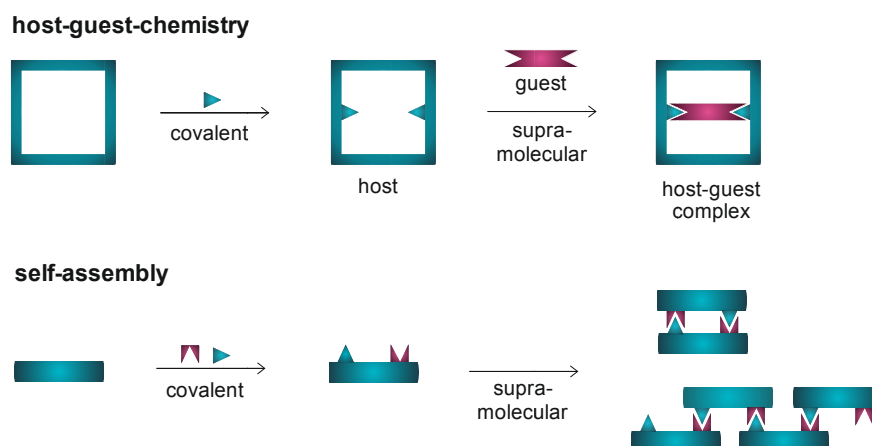 host-guest-chemistry
guest
covalent
supra-
molecular
host
host-guest
complex
self-assembly
covalent
supra-
molecular